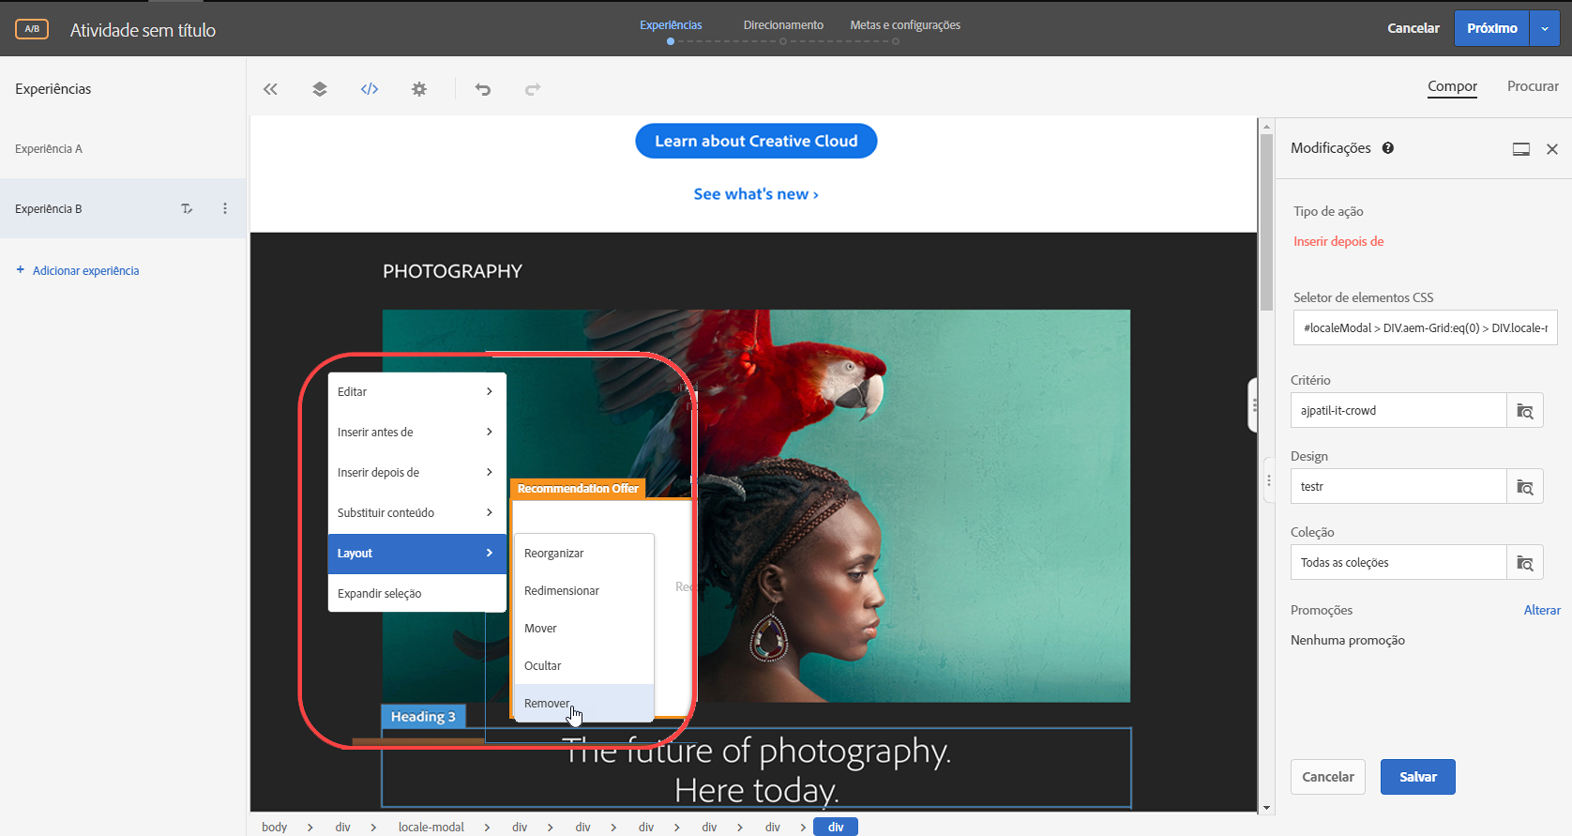 A/B
Atividade sem título
Experiências
Direcionamento
Metas e configurações
Cancelar
Próximo
Experiências
Compor
Procurar
Experiência A
Experiência B
+ Adicionar experiência
Learn about Creative Cloud
See what's new ›
PHOTOGRAPHY
Editar
Inserir antes de
Inserir depois de
Substituir conteúdo
Layout
Expandir seleção
Recommendation Offer
Reorganizar
Redimensionar
Mover
Ocultar
Remover
Heading 3
The future of photography.
Here today.
Modificações
Tipo de ação
Inserir depois de
Seletor de elementos CSS
#localeModal > DIV.aem-Grid:eq(0) > DIV.locale-r
Critério
ajpatil-it-crowd
Design
testr
Coleção
Todas as coleções
Promoções
Alterar
Nenhuma promoção
Cancelar
Salvar
body > div > locale-modal > div > div > div > div > div > div